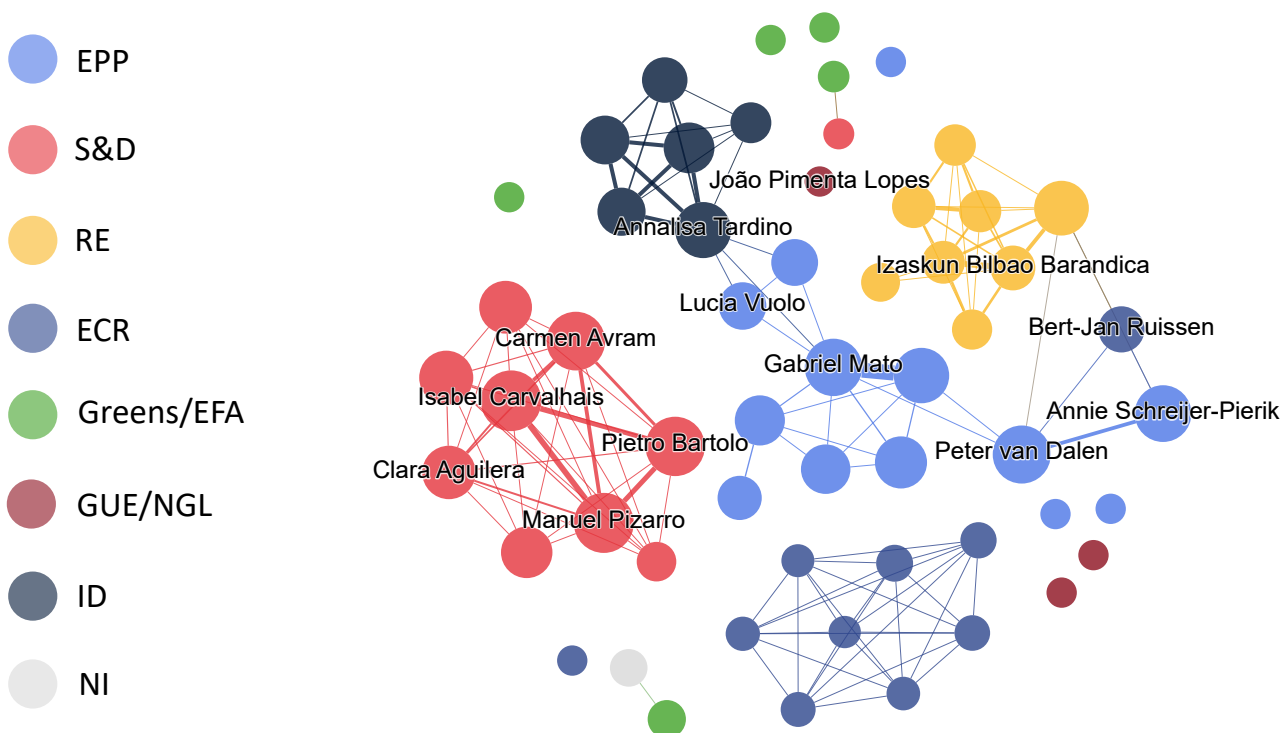 EPP
S&D
RE
ECR
Greens/EFA
GUE/NGL
ID
NI
João Pimenta Lopes
Annalisa Tardino
Izaskun Bilbao Barandica
Lucia Vuolo
Bert-Jan Ruissen
Carmen Avram
Gabriel Mato
Isabel Carvalhais
Annie Schreijer-Pierik
Pietro Bartolo
Peter van Dalen
Clara Aguilera
Manuel Pizarro